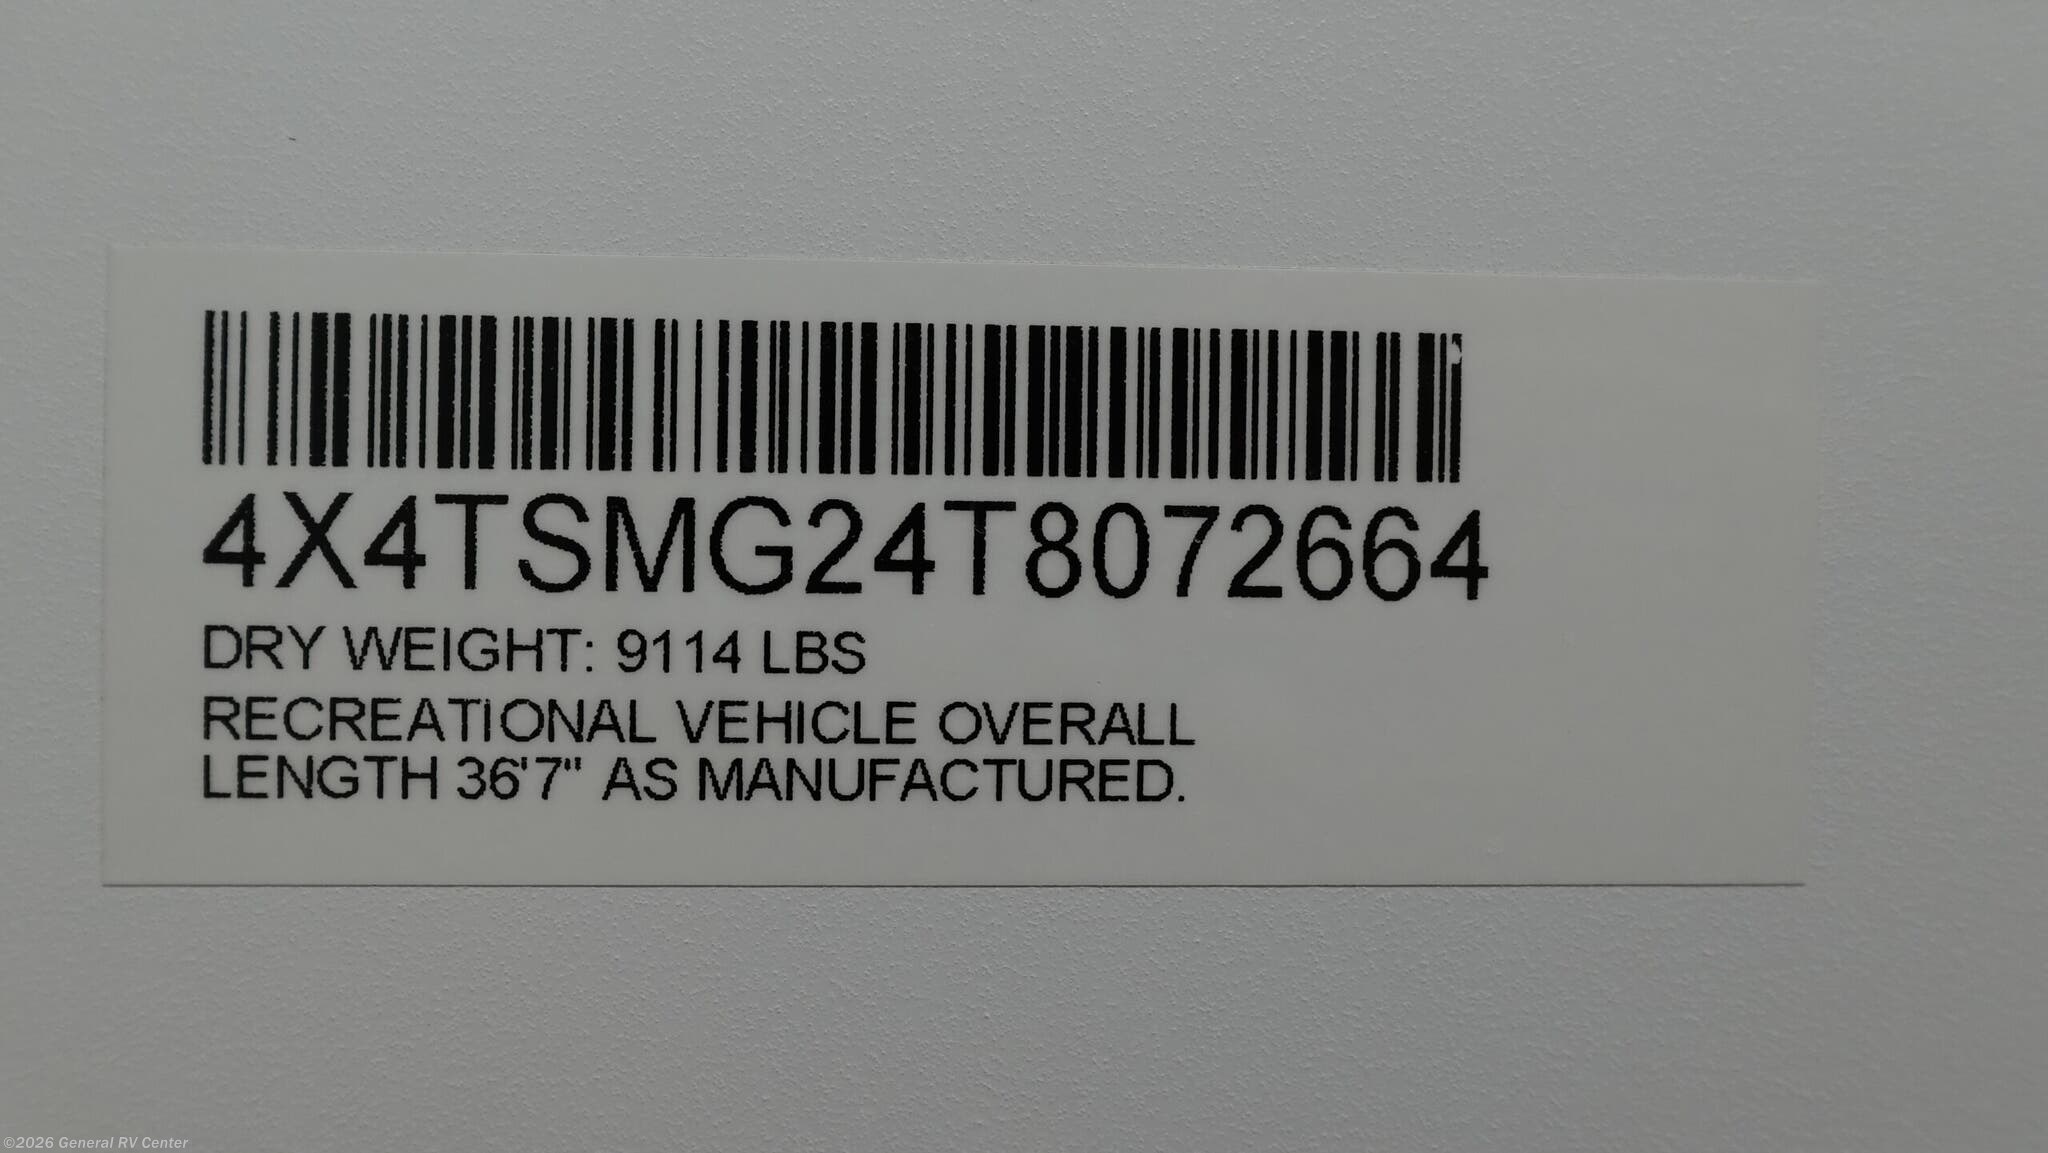 4X4TSMG24T8072664
DRY WEIGHT: 9114 LBS
RECREATIONAL VEHICLE OVERALL
LENGTH 36'7" AS MANUFACTURED.
©2026 General RV Center